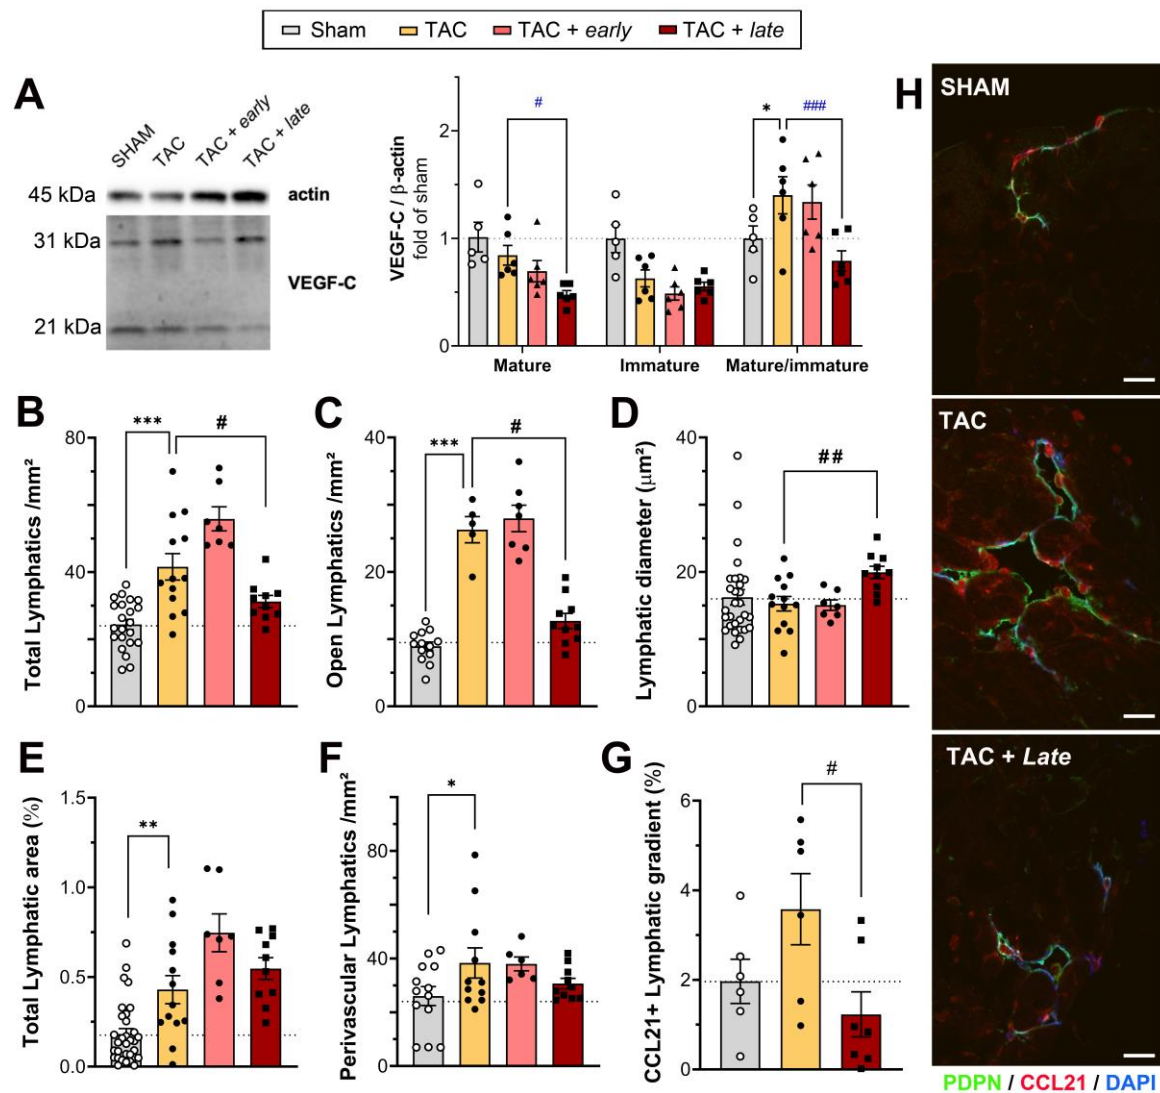 Sham TAC TAC + early TAC + late
A
SHAM
TAC
TAC + early
TAC + late
45 kDa
actin
31 kDa
VEGF-C
21 kDa
VEGF-C / β-actin
fold of sham
2
1
0
#
*
###
Mature
Immature
Mature/immature
B
Total Lymphatics /mm²
80
40
0
***
#
C
Open Lymphatics /mm²
40
20
0
***
#
D
Lymphatic diameter (μm²)
40
20
0
##
E
Total Lymphatic area (%)
1.5
1.0
0.5
0.0
**
F
Perivascular Lymphatics /mm²
80
40
0
*
G
CCL21+ Lymphatic gradient (%)
6
4
2
0
#
H
SHAM
TAC
TAC + Late
PDPN / CCL21 / DAPI